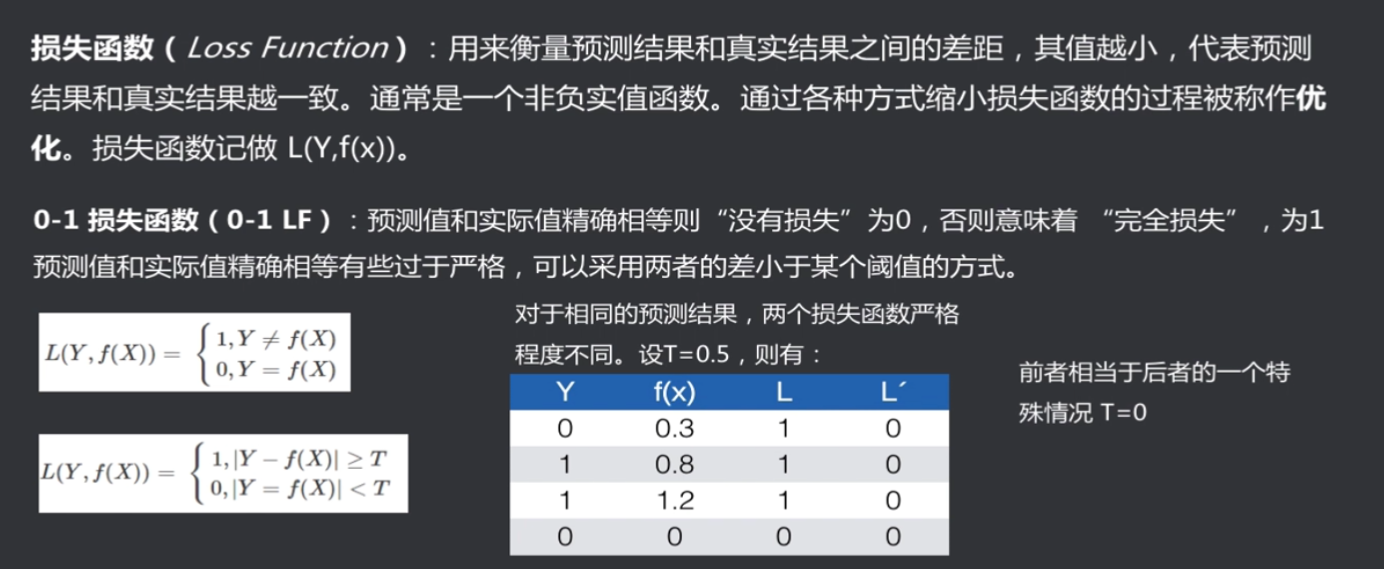 损失函数（Loss Function）：用来衡量预测结果和真实结果之间的差距，其值越小，代表预测
结果和真实结果越一致。通常是一个非负实值函数。通过各种方式缩小损失函数的过程被称作优
化。损失函数记做 L(Y,f(x))。
0-1 损失函数（0-1 LF）：预测值和实际值精确相等则“没有损失”为0，否则意味着 “完全损失” ，为1
预测值和实际值精确相等有些过于严格，可以采用两者的差小于某个阈值的方式。
L(Y, f(X)) = { 1, Y ≠ f(X)
0, Y = f(X)
L(Y, f(X)) = { 1, |Y − f(X)| ≥ T
0, |Y = f(X)| < T
对于相同的预测结果，两个损失函数严格
程度不同。设T=0.5，则有：
Y f(x) L L´
0 0.3 1 0
1 0.8 1 0
1 1.2 1 0
0 0 0 0
前者相当于后者的一个特
殊情况 T=0